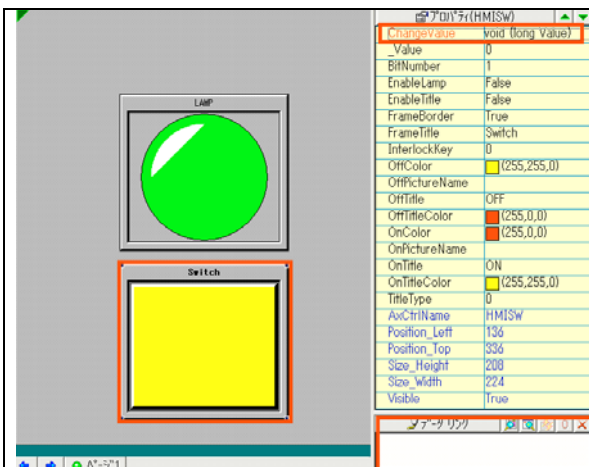 LAMP
Switch
プロパティ(HMISW)
ChangeValue void (long Value)
_Value 0
BitNumber 1
EnableLamp False
EnableTitle False
FrameBorder True
FrameTitle Switch
InterlockKey 0
OffColor (255,255,0)
OffPictureName
OffTitle OFF
OffTitleColor (255,0,0)
OnColor (255,0,0)
OnPictureName
OnTitle ON
OnTitleColor (255,255,0)
TitleType 0
AxCtrlName HMISW
Position_Left 136
Position_Top 336
Size_Height 208
Size_Width 224
Visible True
データ リンク
ページ1